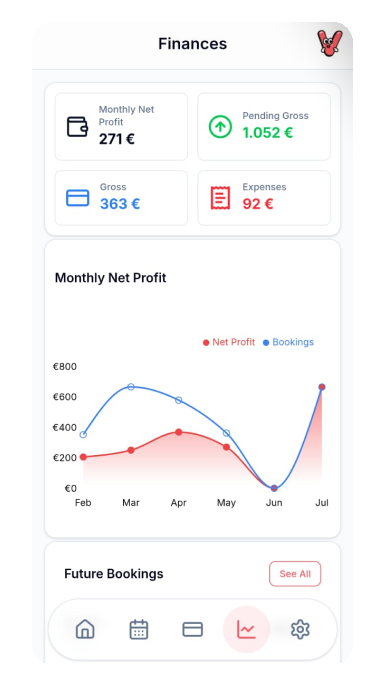 Finances
Monthly Net
Profit
271 €
Pending Gross
1.052 €
Gross
363 €
Expenses
92 €
Monthly Net Profit
Net Profit Bookings
€800
€600
€400
€200
€0
Feb Mar Apr May Jun Jul
Future Bookings See All